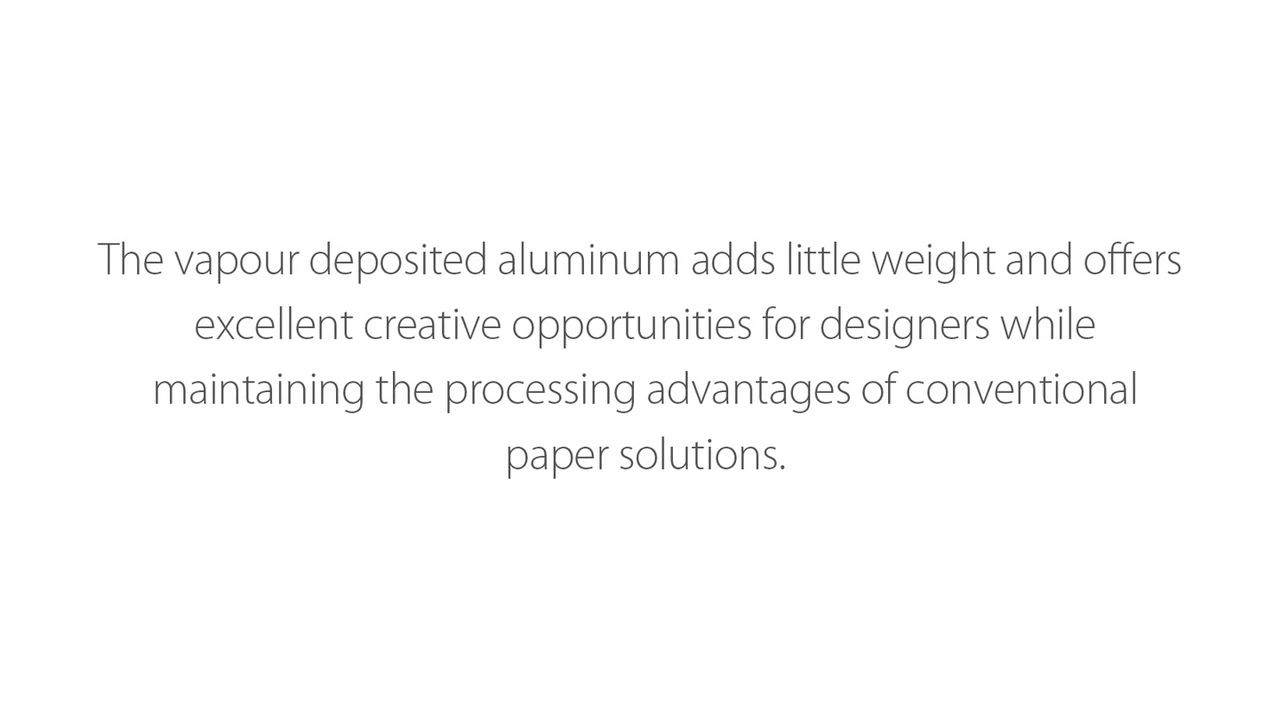 The vapour deposited aluminum adds little weight and offers
excellent creative opportunities for designers while
maintaining the processing advantages of conventional
paper solutions.